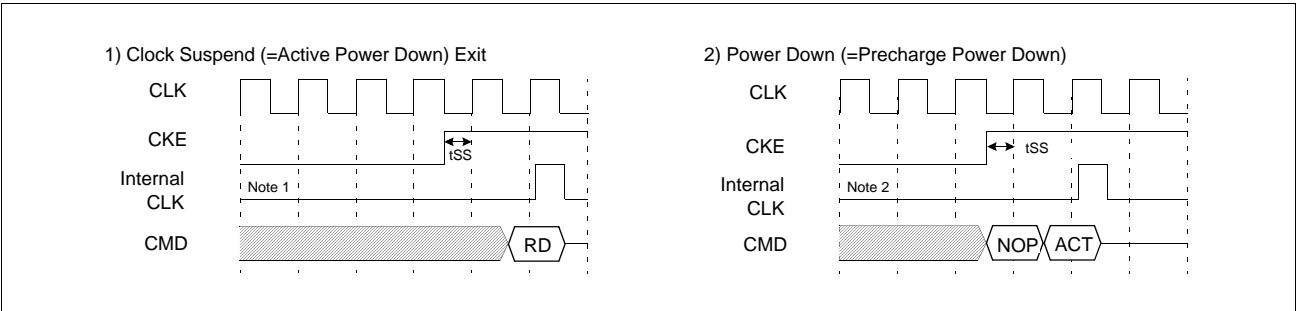 1) Clock Suspend (=Active Power Down) Exit
CLK
CKE
tSS
Internal
CLK
Note 1
CMD
RD
2) Power Down (=Precharge Power Down)
CLK
CKE
tSS
Internal
CLK
Note 2
CMD
NOP
ACT